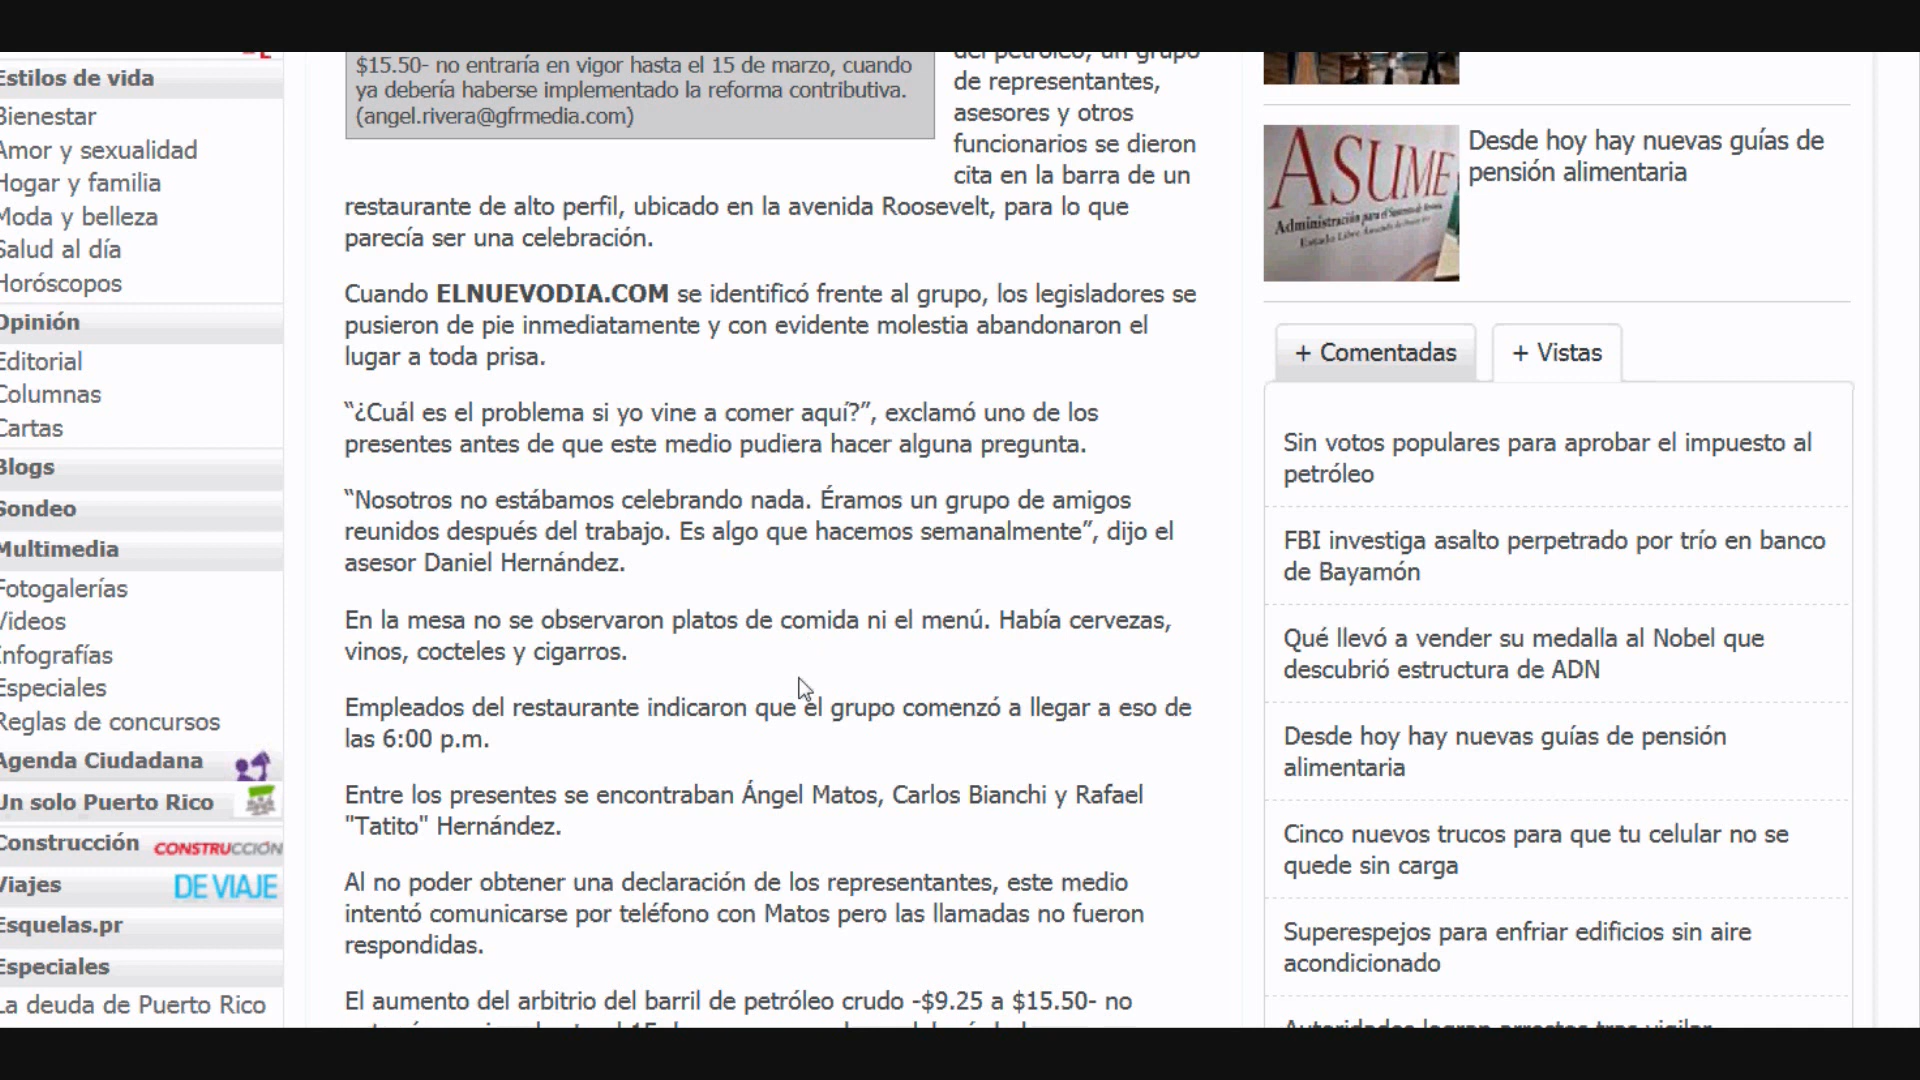 Estilos de vida
Bienestar
Amor y sexualidad
Hogar y familia
Moda y belleza
Salud al día
Horóscopos
Opinión
Editorial
Columnas
Cartas
Blogs
Sondeo
Multimedia
Fotogalerías
Videos
Infografías
Especiales
Reglas de concursos
Agenda Ciudadana
Un solo Puerto Rico
Construcción CONSTRUCCIÓN
Viajes DE VIAJE
Esquelas.pr
Especiales
La deuda de Puerto Rico
$15.50- no entraría en vigor hasta el 15 de marzo, cuando
ya debería haberse implementado la reforma contributiva.
(angel.rivera@gfrmedia.com)
del petróleo, un grupo
de representantes,
asesores y otros
funcionarios se dieron
cita en la barra de un
restaurante de alto perfil, ubicado en la avenida Roosevelt, para lo que
parecía ser una celebración.
Cuando ELNUEVODIA.COM se identificó frente al grupo, los legisladores se
pusieron de pie inmediatamente y con evidente molestia abandonaron el
lugar a toda prisa.
“¿Cuál es el problema si yo vine a comer aquí?”, exclamó uno de los
presentes antes de que este medio pudiera hacer alguna pregunta.
“Nosotros no estábamos celebrando nada. Éramos un grupo de amigos
reunidos después del trabajo. Es algo que hacemos semanalmente”, dijo el
asesor Daniel Hernández.
En la mesa no se observaron platos de comida ni el menú. Había cervezas,
vinos, cocteles y cigarros.
Empleados del restaurante indicaron que el grupo comenzó a llegar a eso de
las 6:00 p.m.
Entre los presentes se encontraban Ángel Matos, Carlos Bianchi y Rafael
"Tatito" Hernández.
Al no poder obtener una declaración de los representantes, este medio
intentó comunicarse por teléfono con Matos pero las llamadas no fueron
respondidas.
El aumento del arbitrio del barril de petróleo crudo -$9.25 a $15.50- no
ASUME
Administración para el Sustento de Menores
Estado Libre Asociado de Puerto Rico
Desde hoy hay nuevas guías de
pensión alimentaria
+ Comentadas
+ Vistas
Sin votos populares para aprobar el impuesto al
petróleo
FBI investiga asalto perpetrado por trío en banco
de Bayamón
Qué llevó a vender su medalla al Nobel que
descubrió estructura de ADN
Desde hoy hay nuevas guías de pensión
alimentaria
Cinco nuevos trucos para que tu celular no se
quede sin carga
Superespejos para enfriar edificios sin aire
acondicionado
Autoridades logran arrestos tras vigilar